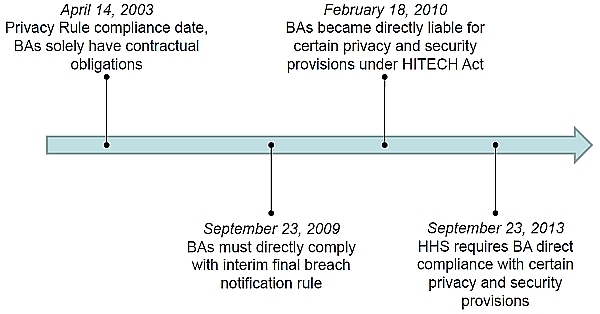 April 14, 2003
Privacy Rule compliance date,
BAs solely have contractual
obligations
February 18, 2010
BAs became directly liable for
certain privacy and security
provisions under HITECH Act
September 23, 2009
BAs must directly comply
with interim final breach
notification rule
September 23, 2013
HHS requires BA direct
compliance with certain
privacy and security
provisions